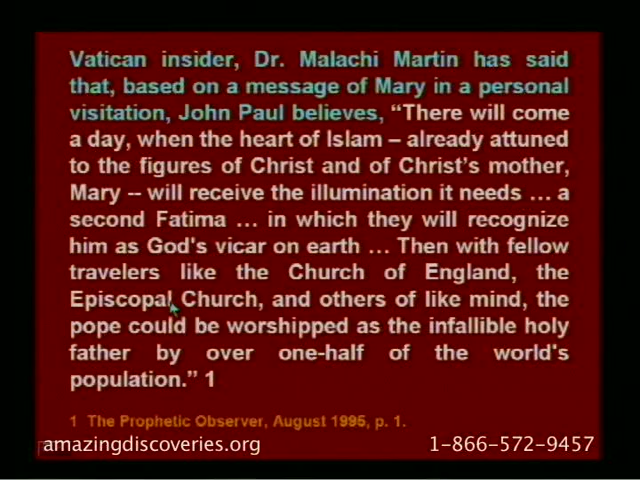 Vatican insider, Dr. Malachi Martin has said
that, based on a message of Mary in a personal
visitation, John Paul believes, “There will come
a day, when the heart of Islam – already attuned
to the figures of Christ and of Christ's mother,
Mary -- will receive the illumination it needs ... a
second Fatima ... in which they will recognize
him as God's vicar on earth ... Then with fellow
travelers like the Church of England, the
Episcopal Church, and others of like mind, the
pope could be worshipped as the infallible holy
father by over one-half of the world's
population.” 1
1 The Prophetic Observer, August 1995, p. 1.
amazingdiscoveries.org 1-866-572-9457